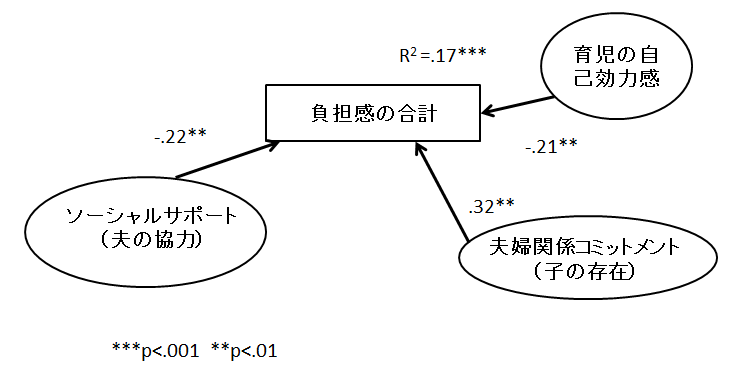 R²=.17***
育児の自
己効力感
負担感の合計
-.22**
-.21**
ソーシャルサポート
（夫の協力）
.32**
夫婦関係コミットメント
（子の存在）
***p<.001 **p<.01